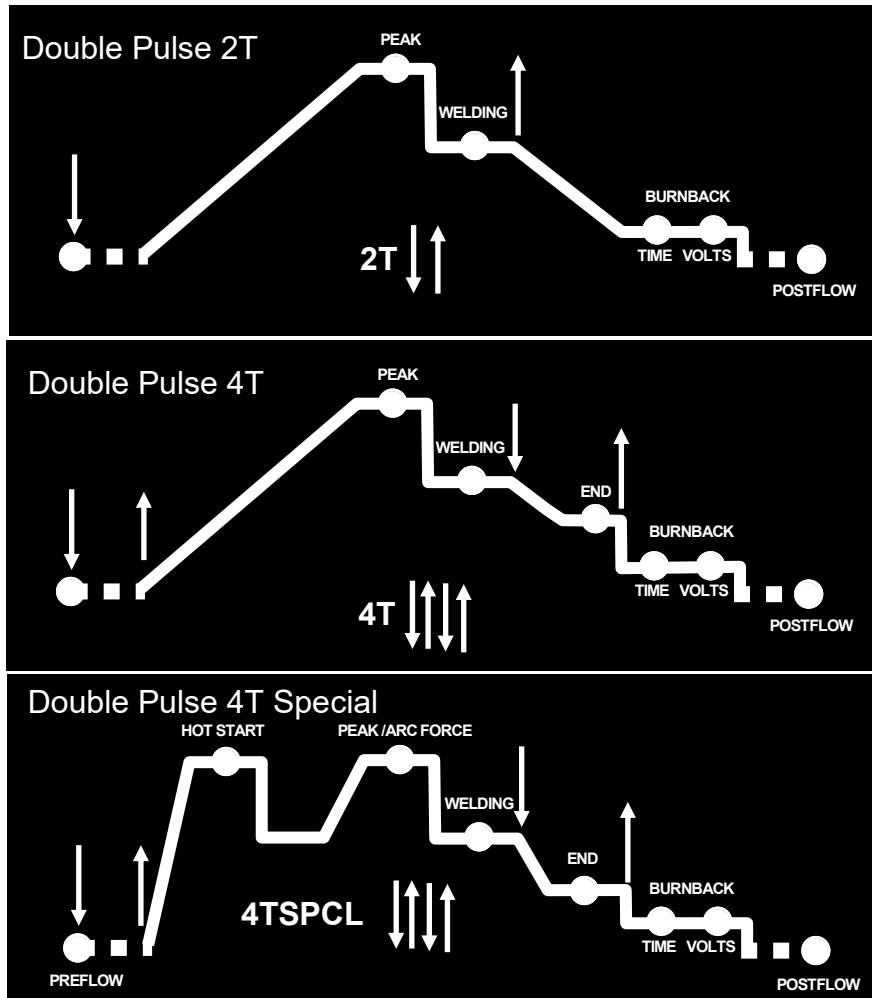 Double Pulse 2T
PEAK
WELDING
BURNBACK
2T
TIME VOLTS
POSTFLOW
Double Pulse 4T
PEAK
WELDING
END
BURNBACK
4T
TIME VOLTS
POSTFLOW
Double Pulse 4T Special
HOT START PEAK /ARC FORCE
WELDING
END
BURNBACK
4TSPCL
TIME VOLTS
PREFLOW POSTFLOW